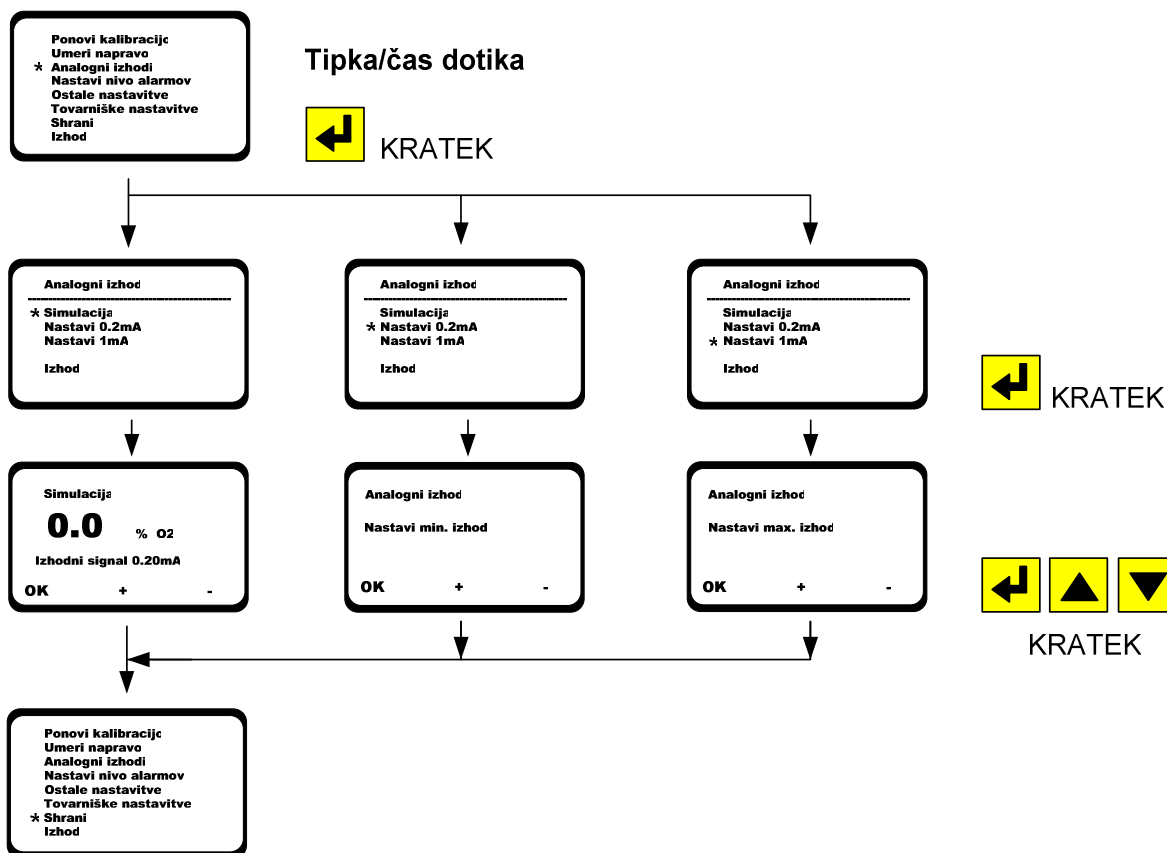 Ponovi kalibracijo
Umeri napravo
* Analogni izhodi
Nastavi nivo alarmov
Ostale nastavitve
Tovarniške nastavitve
Shrani
Izhod
Tipka/čas dotika
KRATEK
Analogni izhod
* Simulacija
Nastavi 0.2mA
Nastavi 1mA
Izhod
Analogni izhod
Simulacija
* Nastavi 0.2mA
Nastavi 1mA
Izhod
Analogni izhod
Simulacija
Nastavi 0.2mA
* Nastavi 1mA
Izhod
KRATEK
Simulacija
0.0 % O2
Izhodni signal 0.20mA
OK + -
Analogni izhod
Nastavi min. izhod
OK + -
Analogni izhod
Nastavi max. izhod
OK + -
KRATEK
Ponovi kalibracijo
Umeri napravo
Analogni izhodi
Nastavi nivo alarmov
Ostale nastavitve
Tovarniške nastavitve
* Shrani
Izhod